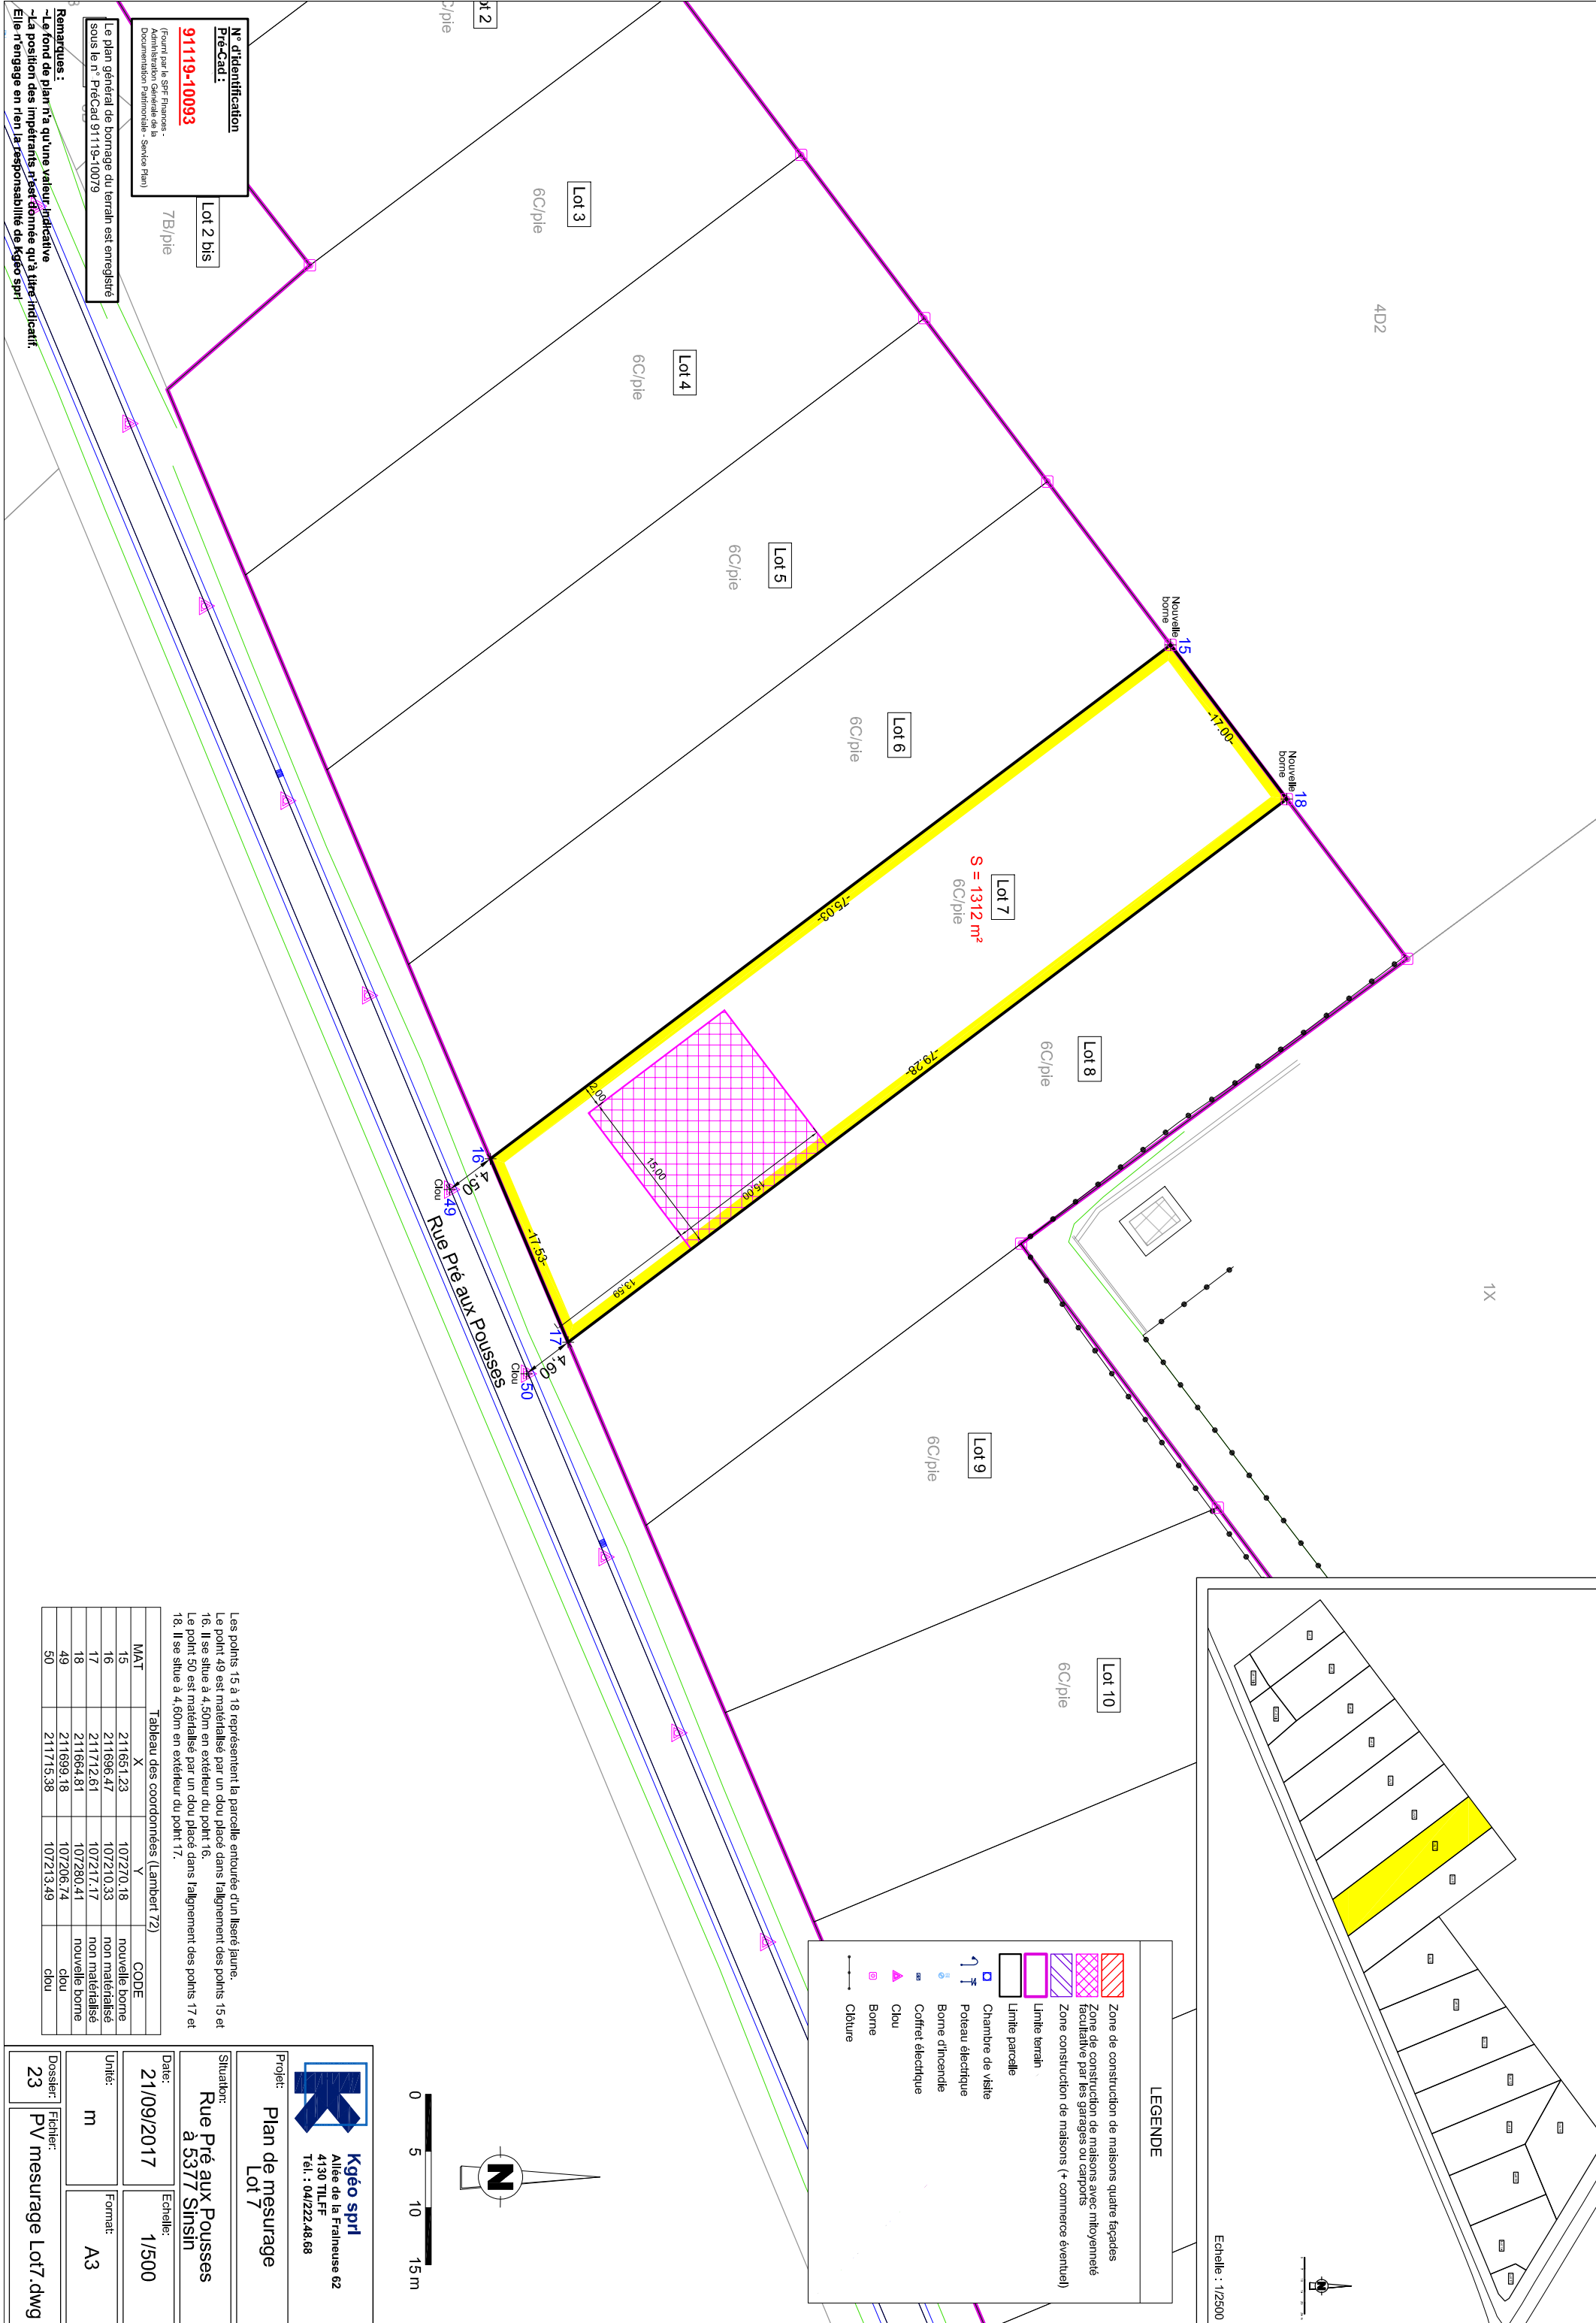 N° d'identification
Pré-Cad :
91119-10093
(Fourni par le SPF Finances -
Administration Générale de la
Documentation Patrimoniale - Service Plan)
Le plan général de bornage du terrain est enregistré
sous le n° PréCad 91119-10079
Remarques :
-Le fond de plan n'a qu'une valeur indicative
-La position des impétrants n'est donnée qu'à titre indicatif.
Elle n'engage en rien la responsabilité de Kgéo sprl
ot 2
C/pie
Lot 2 bis
7B/pie
Lot 3
6C/pie
Lot 4
6C/pie
Lot 5
6C/pie
Lot 6
6C/pie
Lot 7
S = 1312 m²
6C/pie
Lot 8
6C/pie
Lot 9
6C/pie
Lot 10
6C/pie
4D2
1X
Nouvelle
borne
15
-17.00-
Nouvelle
borne
18
-75.03-
-79.28-
2,00
15,00
15,00
13,59
16
4,50
49
Clou
-17.53-
17
4,60
50
Clou
Rue Pré aux Pousses
Echelle : 1/2500
LEGENDE
Zone de construction de maisons quatre façades
Zone de construction de maisons avec mitoyenneté
facultative par les garages ou carports
Zone construction de maisons (+ commerce éventuel)
Limite terrain
Limite parcelle
Chambre de visite
Poteau électrique
Borne d'incendie
Coffret électrique
Clou
Borne
Clôture
Les points 15 à 18 représentent la parcelle entourée d'un liseré jaune.
Le point 49 est matérialisé par un clou placé dans l'alignement des points 15 et
16. Il se situe à 4,50m en extérieur du point 16.
Le point 50 est matérialisé par un clou placé dans l'alignement des points 17 et
18. Il se situe à 4,60m en extérieur du point 17.
Tableau des coordonnées (Lambert 72)
MAT X Y CODE
15 211651.23 107270.18 nouvelle borne
16 211696.47 107210.33 non matérialisé
17 211712.61 107217.17 non matérialisé
18 211664.81 107280.41 nouvelle borne
49 211699.18 107206.74 clou
50 211715.38 107213.49 clou
N
0 5 10 15 m
Kgéo sprl
Allée de la Fraineuse 62
4130 TILFF
Tél. : 04/222.48.68
Projet:
Plan de mesurage
Lot 7
Situation:
Rue Pré aux Pousses
à 5377 Sinsin
Date:
21/09/2017
Echelle:
1/500
Unité:
m
Format:
A3
Dossier:
23
Fichier:
PV mesurage Lot7.dwg